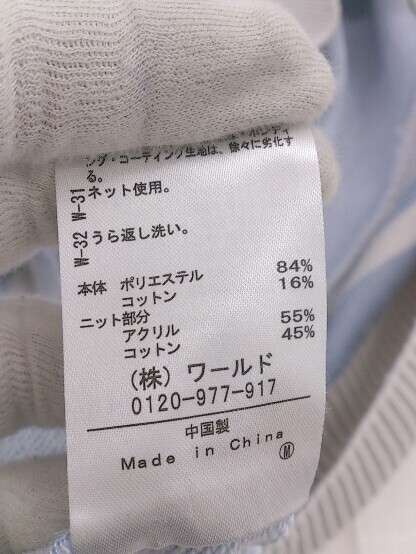 ング・コーティング生地は、徐々に劣化す
る。
W-31 ネット使用。
W-32 うら返し洗い。
本体 ポリエステル 84%
コットン 16%
ニット部分 55%
アクリル 45%
コットン
(株) ワールド
0120-977-917
中国製
Made in China
M